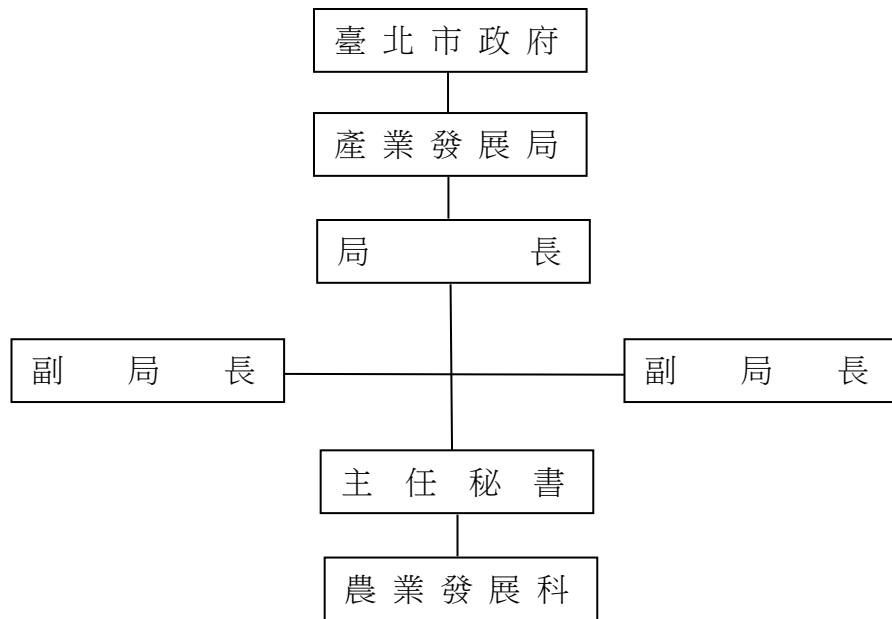 臺北市政府
產業發展局
局長
副局長
副局長
主任秘書
農業發展科